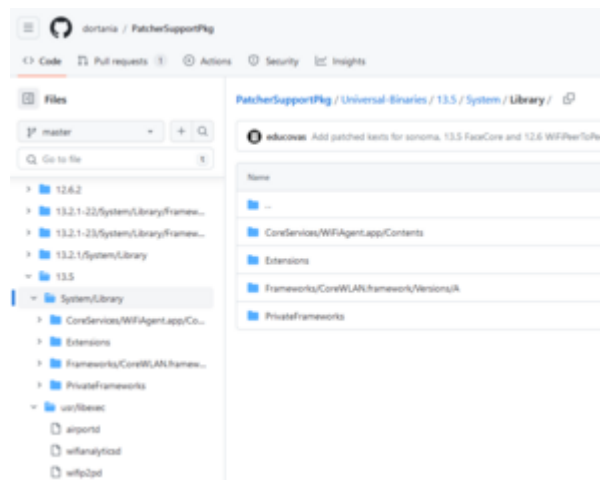 dortania / PatcherSupportPkg
Code Pull requests 1 Actions Security Insights
Files
master
Go to file t
12.6.2
13.2.1-22/System/Library/Framew...
13.2.1-23/System/Library/Framew...
13.2.1/System/Library
13.5
System/Library
CoreServices/WiFiAgent.app/Co...
Extensions
Frameworks/CoreWLAN.framew...
PrivateFrameworks
usr/libexec
airportd
wifianalyticsd
wifip2pd
PatcherSupportPkg / Universal-Binaries / 13.5 / System / Library /
educovas Add patched kexts for sonoma, 13.5 FaceCore and 12.6 WiFiPeerToPe
Name
..
CoreServices/WiFiAgent.app/Contents
Extensions
Frameworks/CoreWLAN.framework/Versions/A
PrivateFrameworks